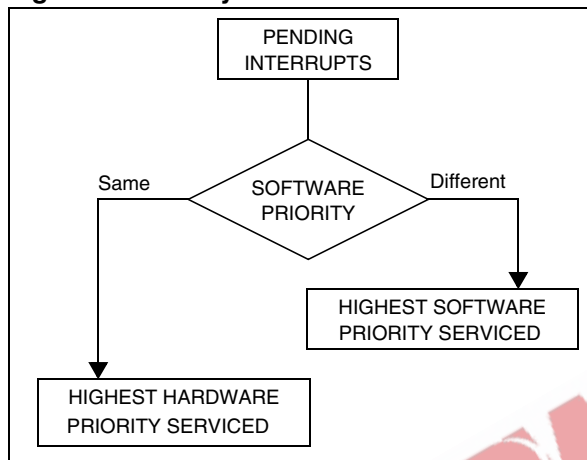 PENDING
INTERRUPTS
Same
SOFTWARE
PRIORITY
Different
HIGHEST SOFTWARE
PRIORITY SERVICED
HIGHEST HARDWARE
PRIORITY SERVICED